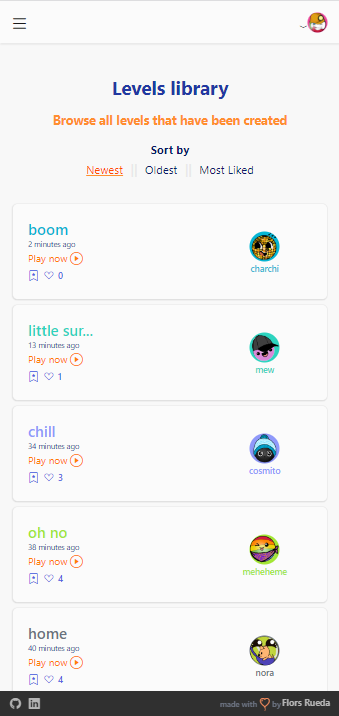 Levels library
Browse all levels that have been created
Sort by
Newest || Oldest || Most Liked
boom
2 minutes ago
Play now
0
charchi
little sur...
13 minutes ago
Play now
1
mew
chill
34 minutes ago
Play now
3
cosmito
oh no
38 minutes ago
Play now
4
meheheme
home
40 minutes ago
Play now
4
nora
made with by Flors Rueda